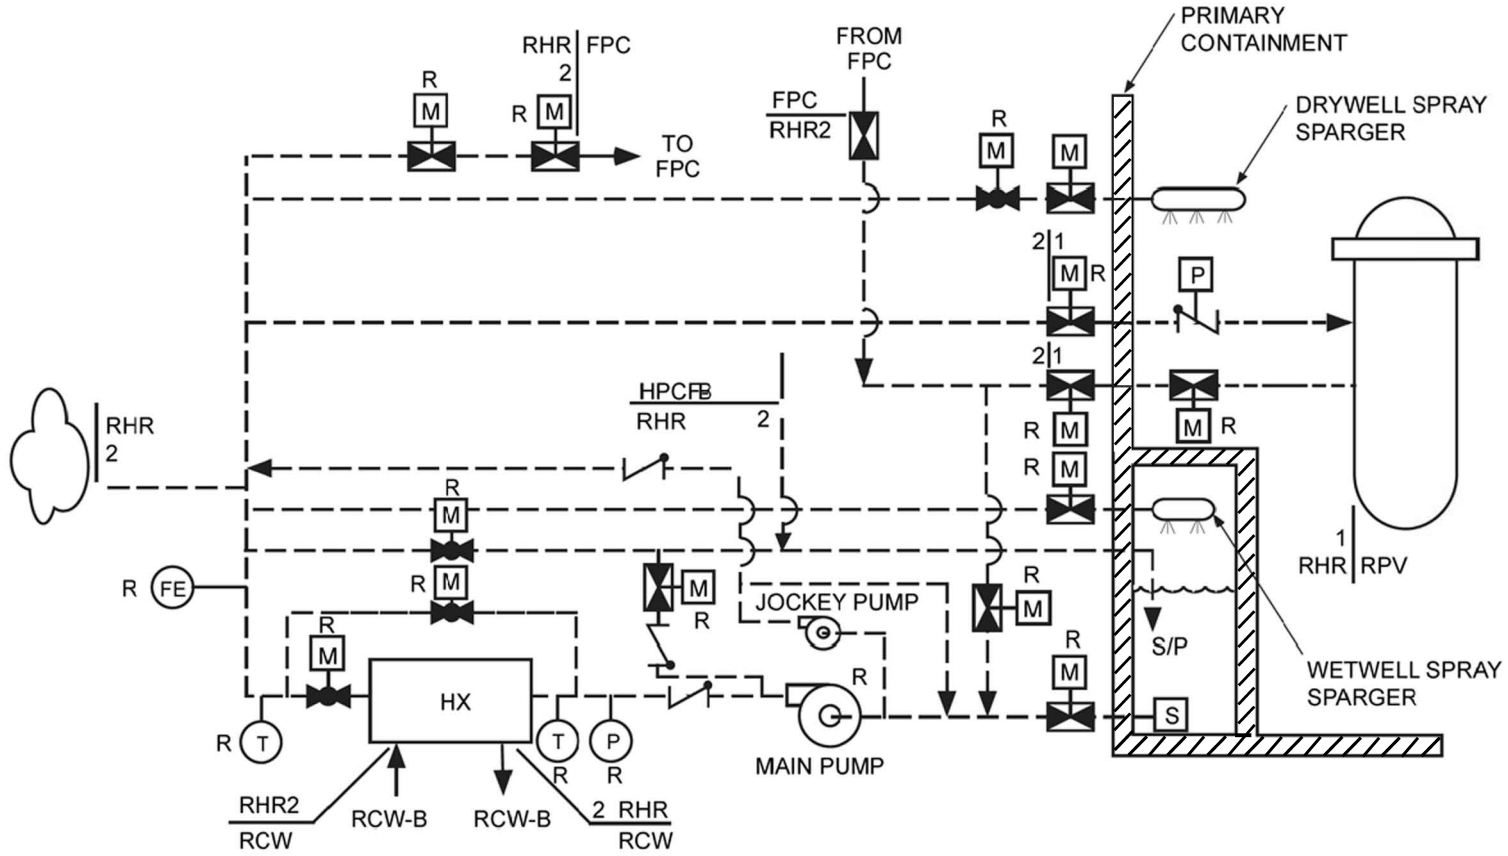 PRIMARY
CONTAINMENT
FROM
FPC
RHR FPC
2
R
M
R M
FPC
RHR2
DRYWELL SPRAY
SPARGER
R
M
M
TO
FPC
2 1
M R
P
2 1
HPCFB
RHR 2
RHR
2
R M
M R
R M
R
M
1
RHR RPV
R FE
R M
M
R
R
M
JOCKEY PUMP
S/P
R
M
R
M
HX
R
WETWELL SPRAY
SPARGER
S
R T
T
R
P
R
MAIN PUMP
RHR2
RCW
RCW-B
RCW-B
2 RHR
RCW